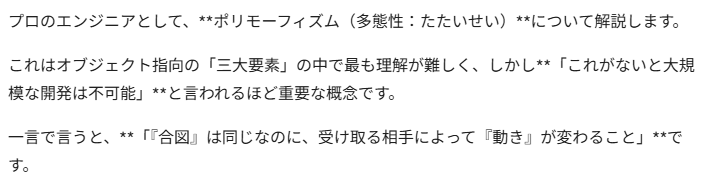 プロのエンジニアとして、**ポリモーフィズム（多態性：たたいせい）**について解説します。
これはオブジェクト指向の「三大要素」の中で最も理解が難しく、しかし**「これがないと大規
模な開発は不可能」**と言われるほど重要な概念です。
一言で言うと、**「『合図』は同じなのに、受け取る相手によって『動き』が変わること」**で
す。